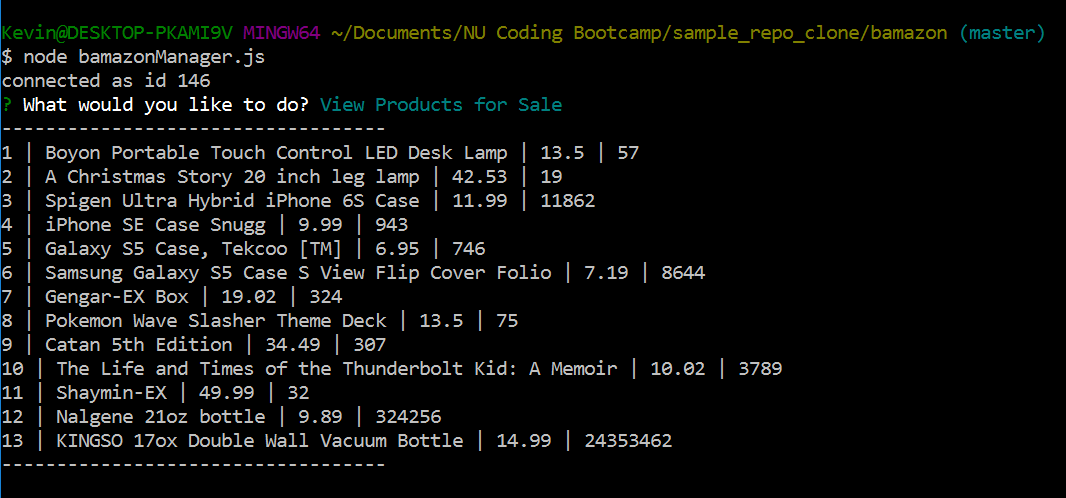 Kevin@DESKTOP-PKAMI9V MINGW64 ~/Documents/NU Coding Bootcamp/sample_repo_clone/bamazon (master)
$ node bamazonManager.js
connected as id 146
? What would you like to do? View Products for Sale
-----------------------------------
1 | Boyon Portable Touch Control LED Desk Lamp | 13.5 | 57
2 | A Christmas Story 20 inch leg lamp | 42.53 | 19
3 | Spigen Ultra Hybrid iPhone 6S Case | 11.99 | 11862
4 | iPhone SE Case Snugg | 9.99 | 943
5 | Galaxy S5 Case, Tekcoo [TM] | 6.95 | 746
6 | Samsung Galaxy S5 Case S View Flip Cover Folio | 7.19 | 8644
7 | Gengar-EX Box | 19.02 | 324
8 | Pokemon Wave Slasher Theme Deck | 13.5 | 75
9 | Catan 5th Edition | 34.49 | 307
10 | The Life and Times of the Thunderbolt Kid: A Memoir | 10.02 | 3789
11 | Shaymin-EX | 49.99 | 32
12 | Nalgene 21oz bottle | 9.89 | 324256
13 | KINGSO 17ox Double Wall Vacuum Bottle | 14.99 | 24353462
-----------------------------------